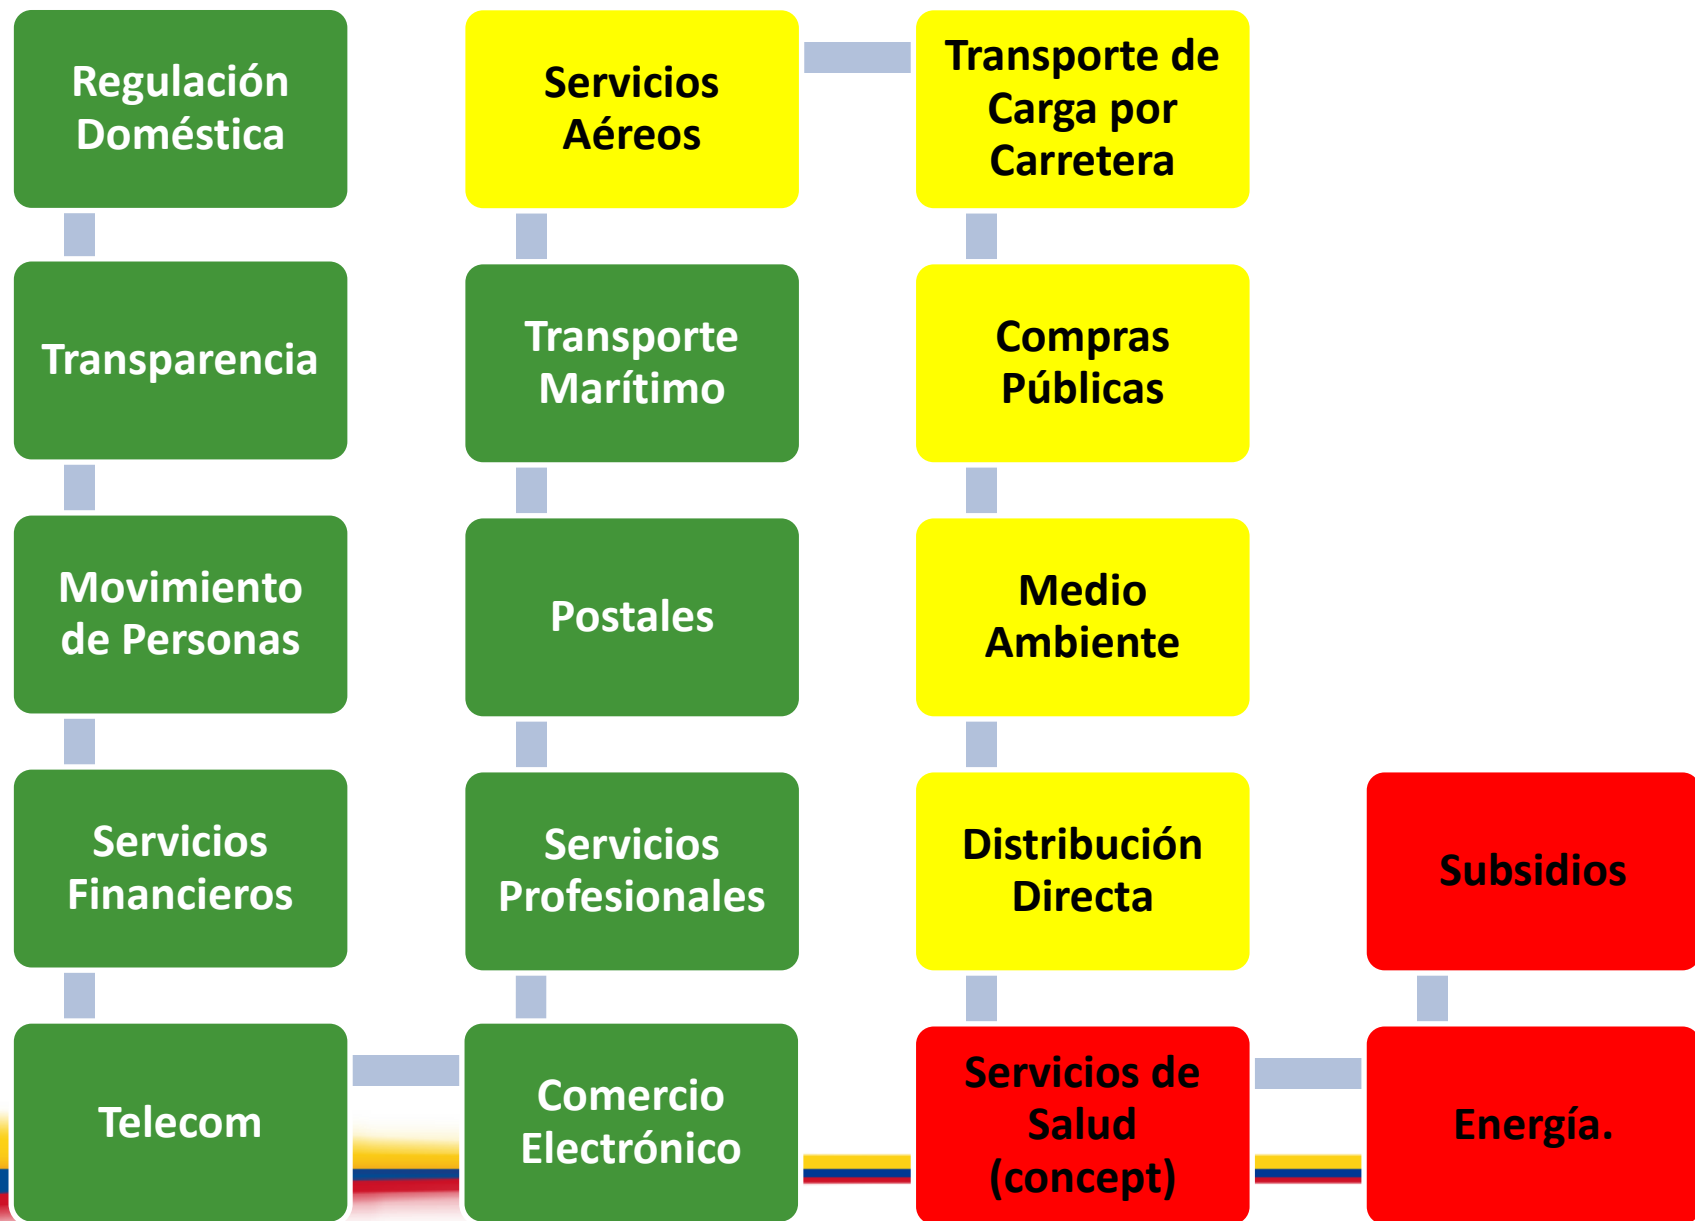 Regulación
Doméstica
Transparencia
Movimiento
de Personas
Servicios
Financieros
Telecom
Comercio
Electrónico
Servicios
Profesionales
Postales
Transporte
Marítimo
Servicios
Aéreos
Transporte de
Carga por
Carretera
Compras
Públicas
Medio
Ambiente
Distribución
Directa
Servicios de
Salud
(concept)
Energía.
Subsidios